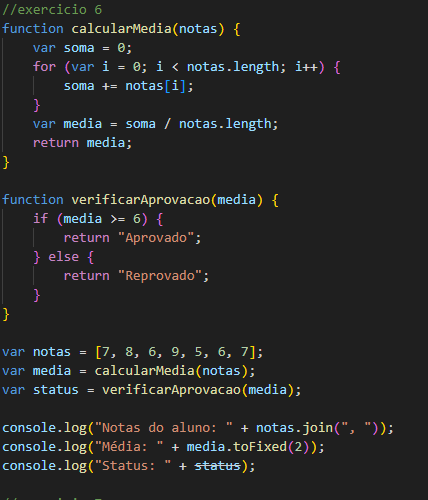 //exercicio 6
function calcularMedia(notas) {
    var soma = 0;
    for (var i = 0; i < notas.length; i++) {
        soma += notas[i];
    }
    var media = soma / notas.length;
    return media;
}

function verificarAprovacao(media) {
    if (media >= 6) {
        return "Aprovado";
    } else {
        return "Reprovado";
    }
}

var notas = [7, 8, 6, 9, 5, 6, 7];
var media = calcularMedia(notas);
var status = verificarAprovacao(media);

console.log("Notas do aluno: " + notas.join(", "));
console.log("Média: " + media.toFixed(2));
console.log("Status: " + status);